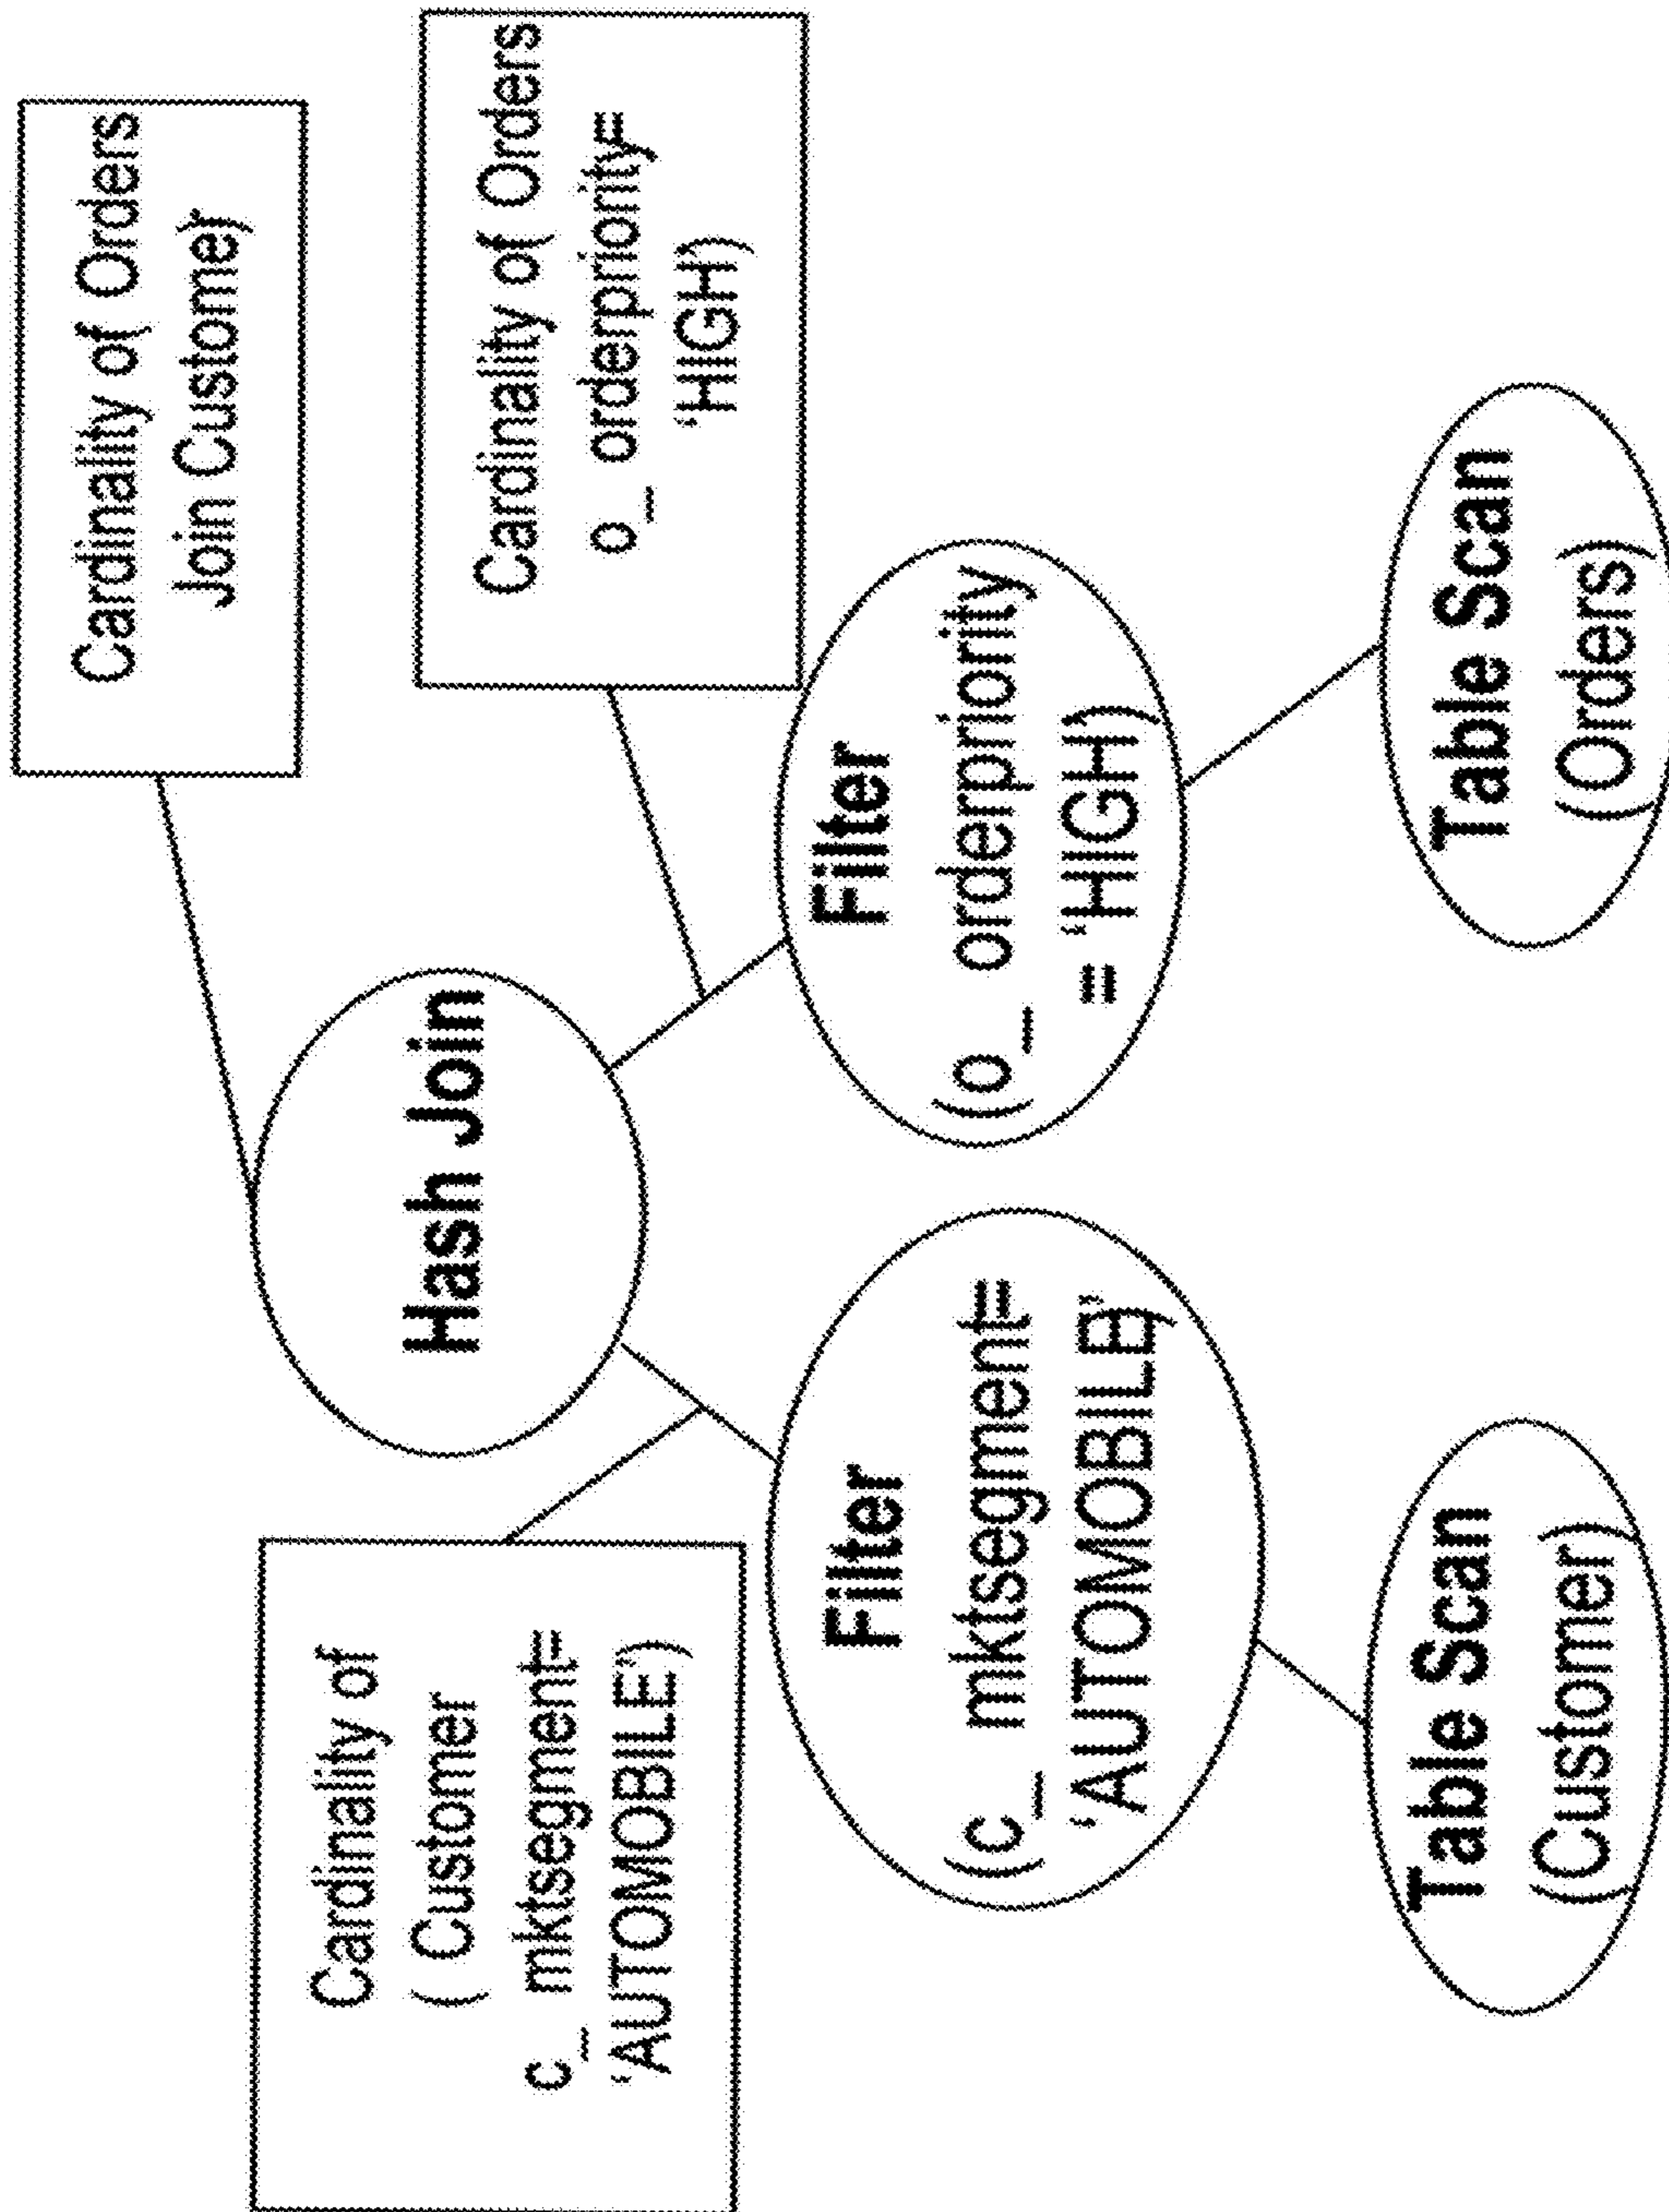 Cardinality of( Orders
Join Customer)
Cardinality of
( Customer
c_ mktsegment=
‘AUTOMOBILE’)
Hash Join
Cardinality of( Orders
o_ orderpriority=
‘HIGH’)
Filter
(c_ mktsegment=
‘AUTOMOBILE’)
Filter
(o_ orderpriority
= ‘HIGH’)
Table Scan
(Customer)
Table Scan
(Orders)